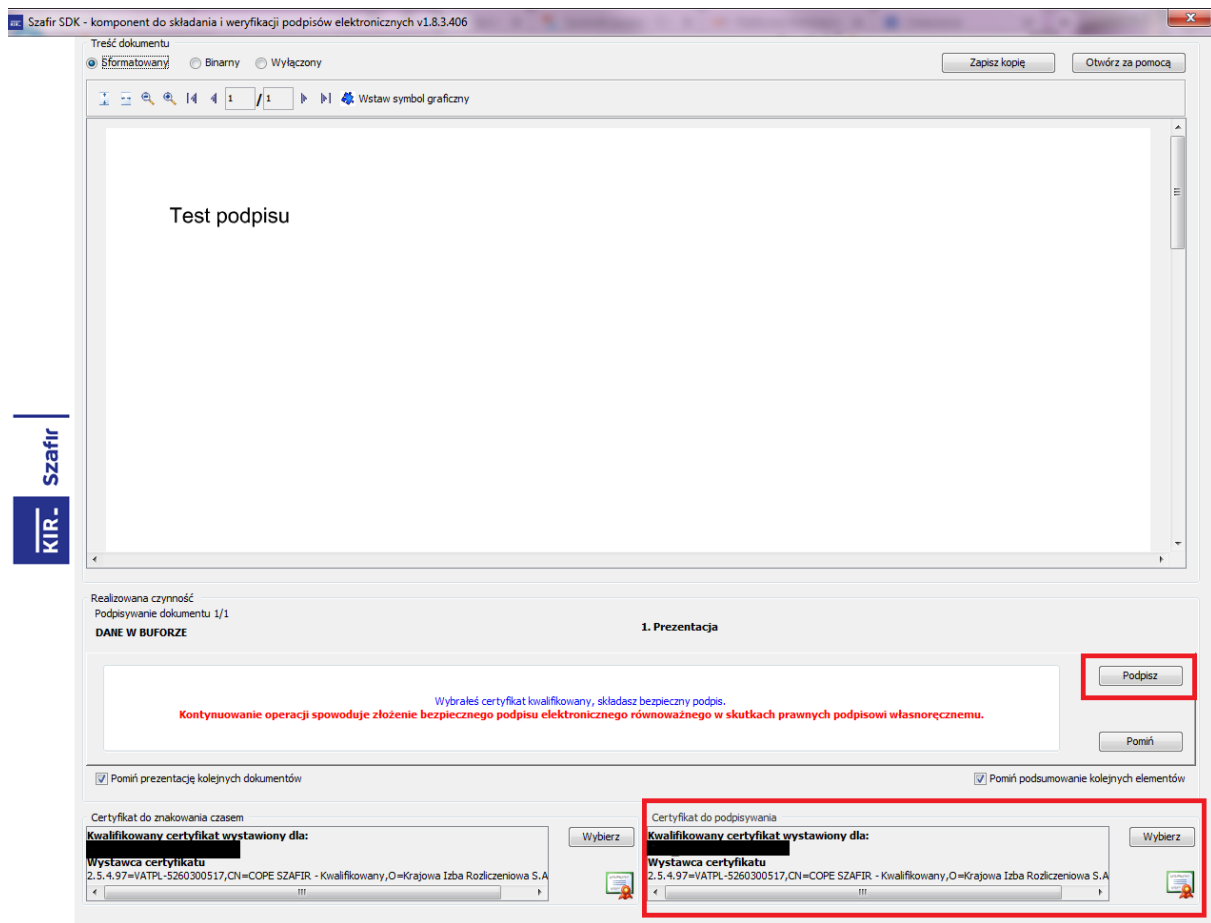 Szafir SDK - komponent do składania i weryfikacji podpisów elektronicznych v1.8.3.406
Treść dokumentu
Sformatowany Binarny Wyłączony Zapisz kopię Otwórz za pomocą
1 / 1 Wstaw symbol graficzny
Test podpisu
KIR. Szafir
Realizowana czynność
Podpisywanie dokumentu 1/1
DANE W BUFORZE 1. Prezentacja
Podpisz
Wybrałeś certyfikat kwalifikowany, składasz bezpieczny podpis.
Kontynuowanie operacji spowoduje złożenie bezpiecznego podpisu elektronicznego równoważnego w skutkach prawnych podpisowi własnoręcznemu.
Pomiń
Pomiń prezentację kolejnych dokumentów Pomiń podsumowanie kolejnych elementów
Certyfikat do znakowania czasem
Kwalifikowany certyfikat wystawiony dla: Wybierz
Wystawca certyfikatu
2.5.4.97=VATPL-5260300517,CN=COPE SZAFIR - Kwalifikowany,O=Krajowa Izba Rozliczeniowa S.A
Certyfikat do podpisywania
Kwalifikowany certyfikat wystawiony dla: Wybierz
Wystawca certyfikatu
2.5.4.97=VATPL-5260300517,CN=COPE SZAFIR - Kwalifikowany,O=Krajowa Izba Rozliczeniowa S.A